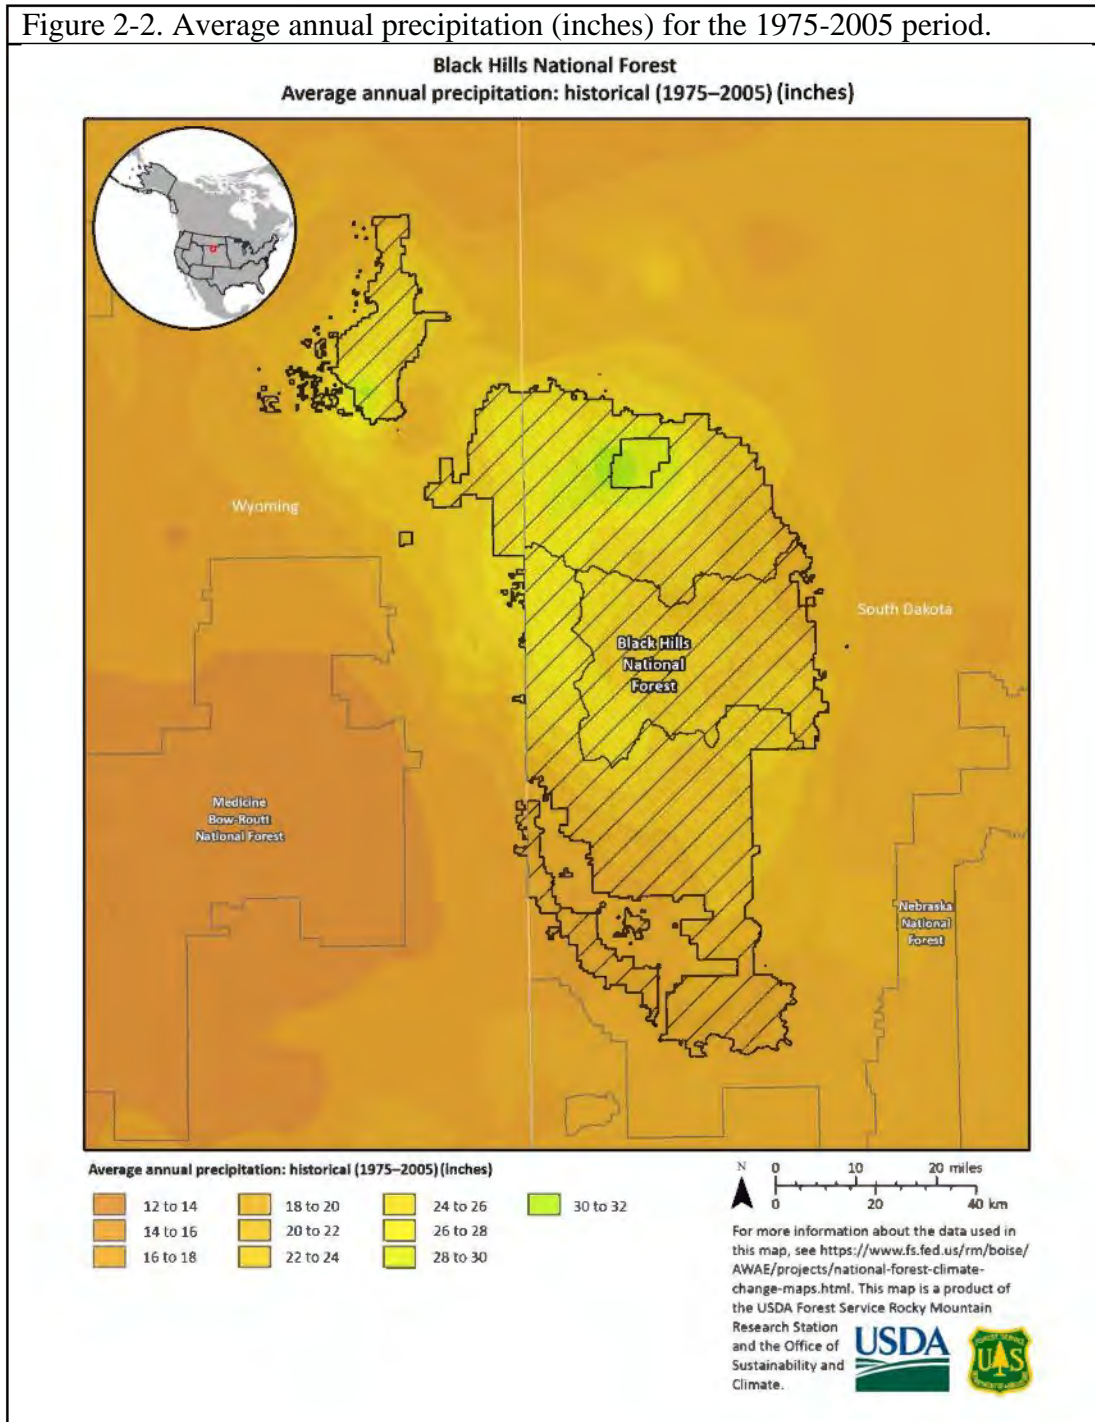 Figure 2-2. Average annual precipitation (inches) for the 1975-2005 period.
Black Hills National Forest
Average annual precipitation: historical (1975–2005) (inches)
Wyoming
South Dakota
Black Hills
National
Forest
Medicine
Bow-Routt
National Forest
Nebraska
National
Forest
Average annual precipitation: historical (1975–2005) (inches)
12 to 14
14 to 16
16 to 18
18 to 20
20 to 22
22 to 24
24 to 26
26 to 28
28 to 30
30 to 32
N
0 10 20 miles
0 20 40 km
For more information about the data used in
this map, see https://www.fs.fed.us/rm/boise/
AWAE/projects/national-forest-climate-
change-maps.html. This map is a product of
the USDA Forest Service Rocky Mountain
Research Station
and the Office of
Sustainability and
Climate.
USDA
FOREST SERVICE
U S
DEPARTMENT OF AGRICULTURE